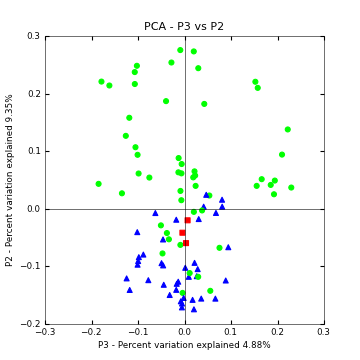 PCA - P3 vs P2
0.3
0.2
0.1
0.0
−0.1
−0.2
P2 - Percent variation explained 9.35%
−0.3 −0.2 −0.1 0.0 0.1 0.2 0.3
P3 - Percent variation explained 4.88%